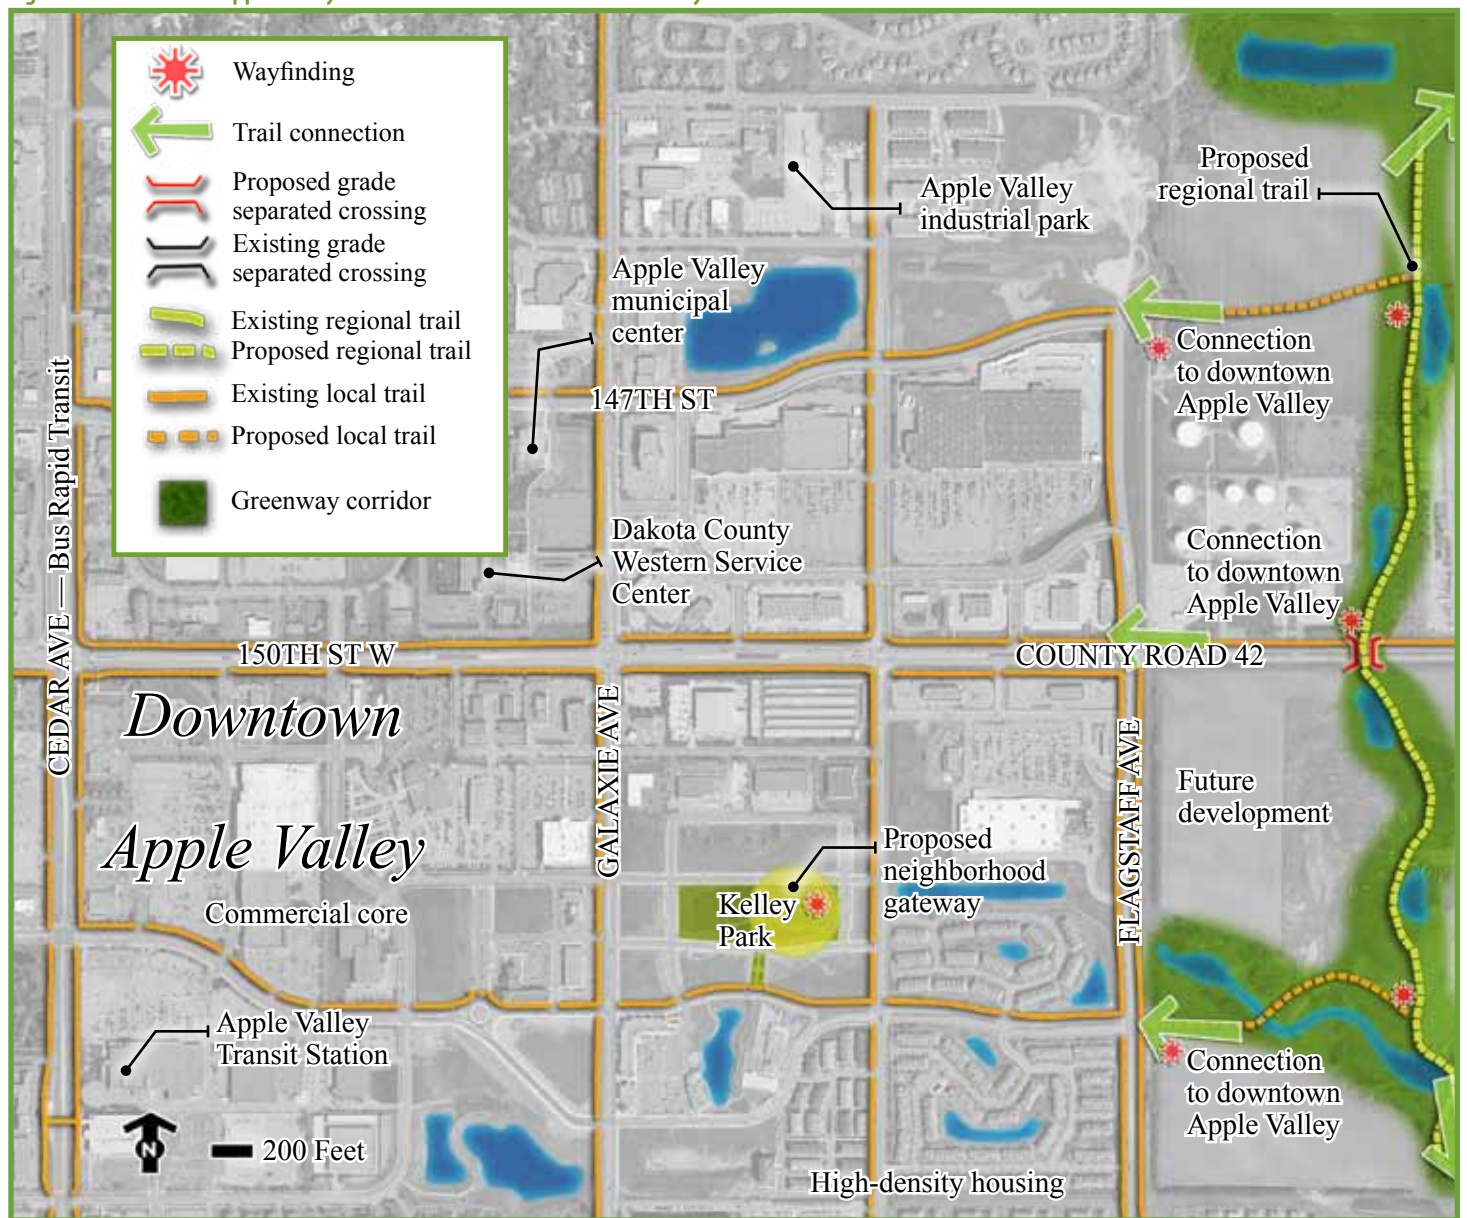 Wayfinding
Trail connection
Proposed grade
separated crossing
Existing grade
separated crossing
Existing regional trail
Proposed regional trail
Existing local trail
Proposed local trail
Greenway corridor
Proposed
regional trail
Apple Valley
industrial park
Apple Valley
municipal
center
Connection
to downtown
Apple Valley
147TH ST
CEDAR AVE — Bus Rapid Transit
Dakota County
Western Service
Center
Connection
to downtown
Apple Valley
150TH ST W
COUNTY ROAD 42
Downtown
Apple Valley
Commercial core
GALAXIE AVE
FLAGSTAFF AVE
Future
development
Proposed
neighborhood
gateway
Kelley
Park
Apple Valley
Transit Station
Connection
to downtown
Apple Valley
N
200 Feet
High-density housing